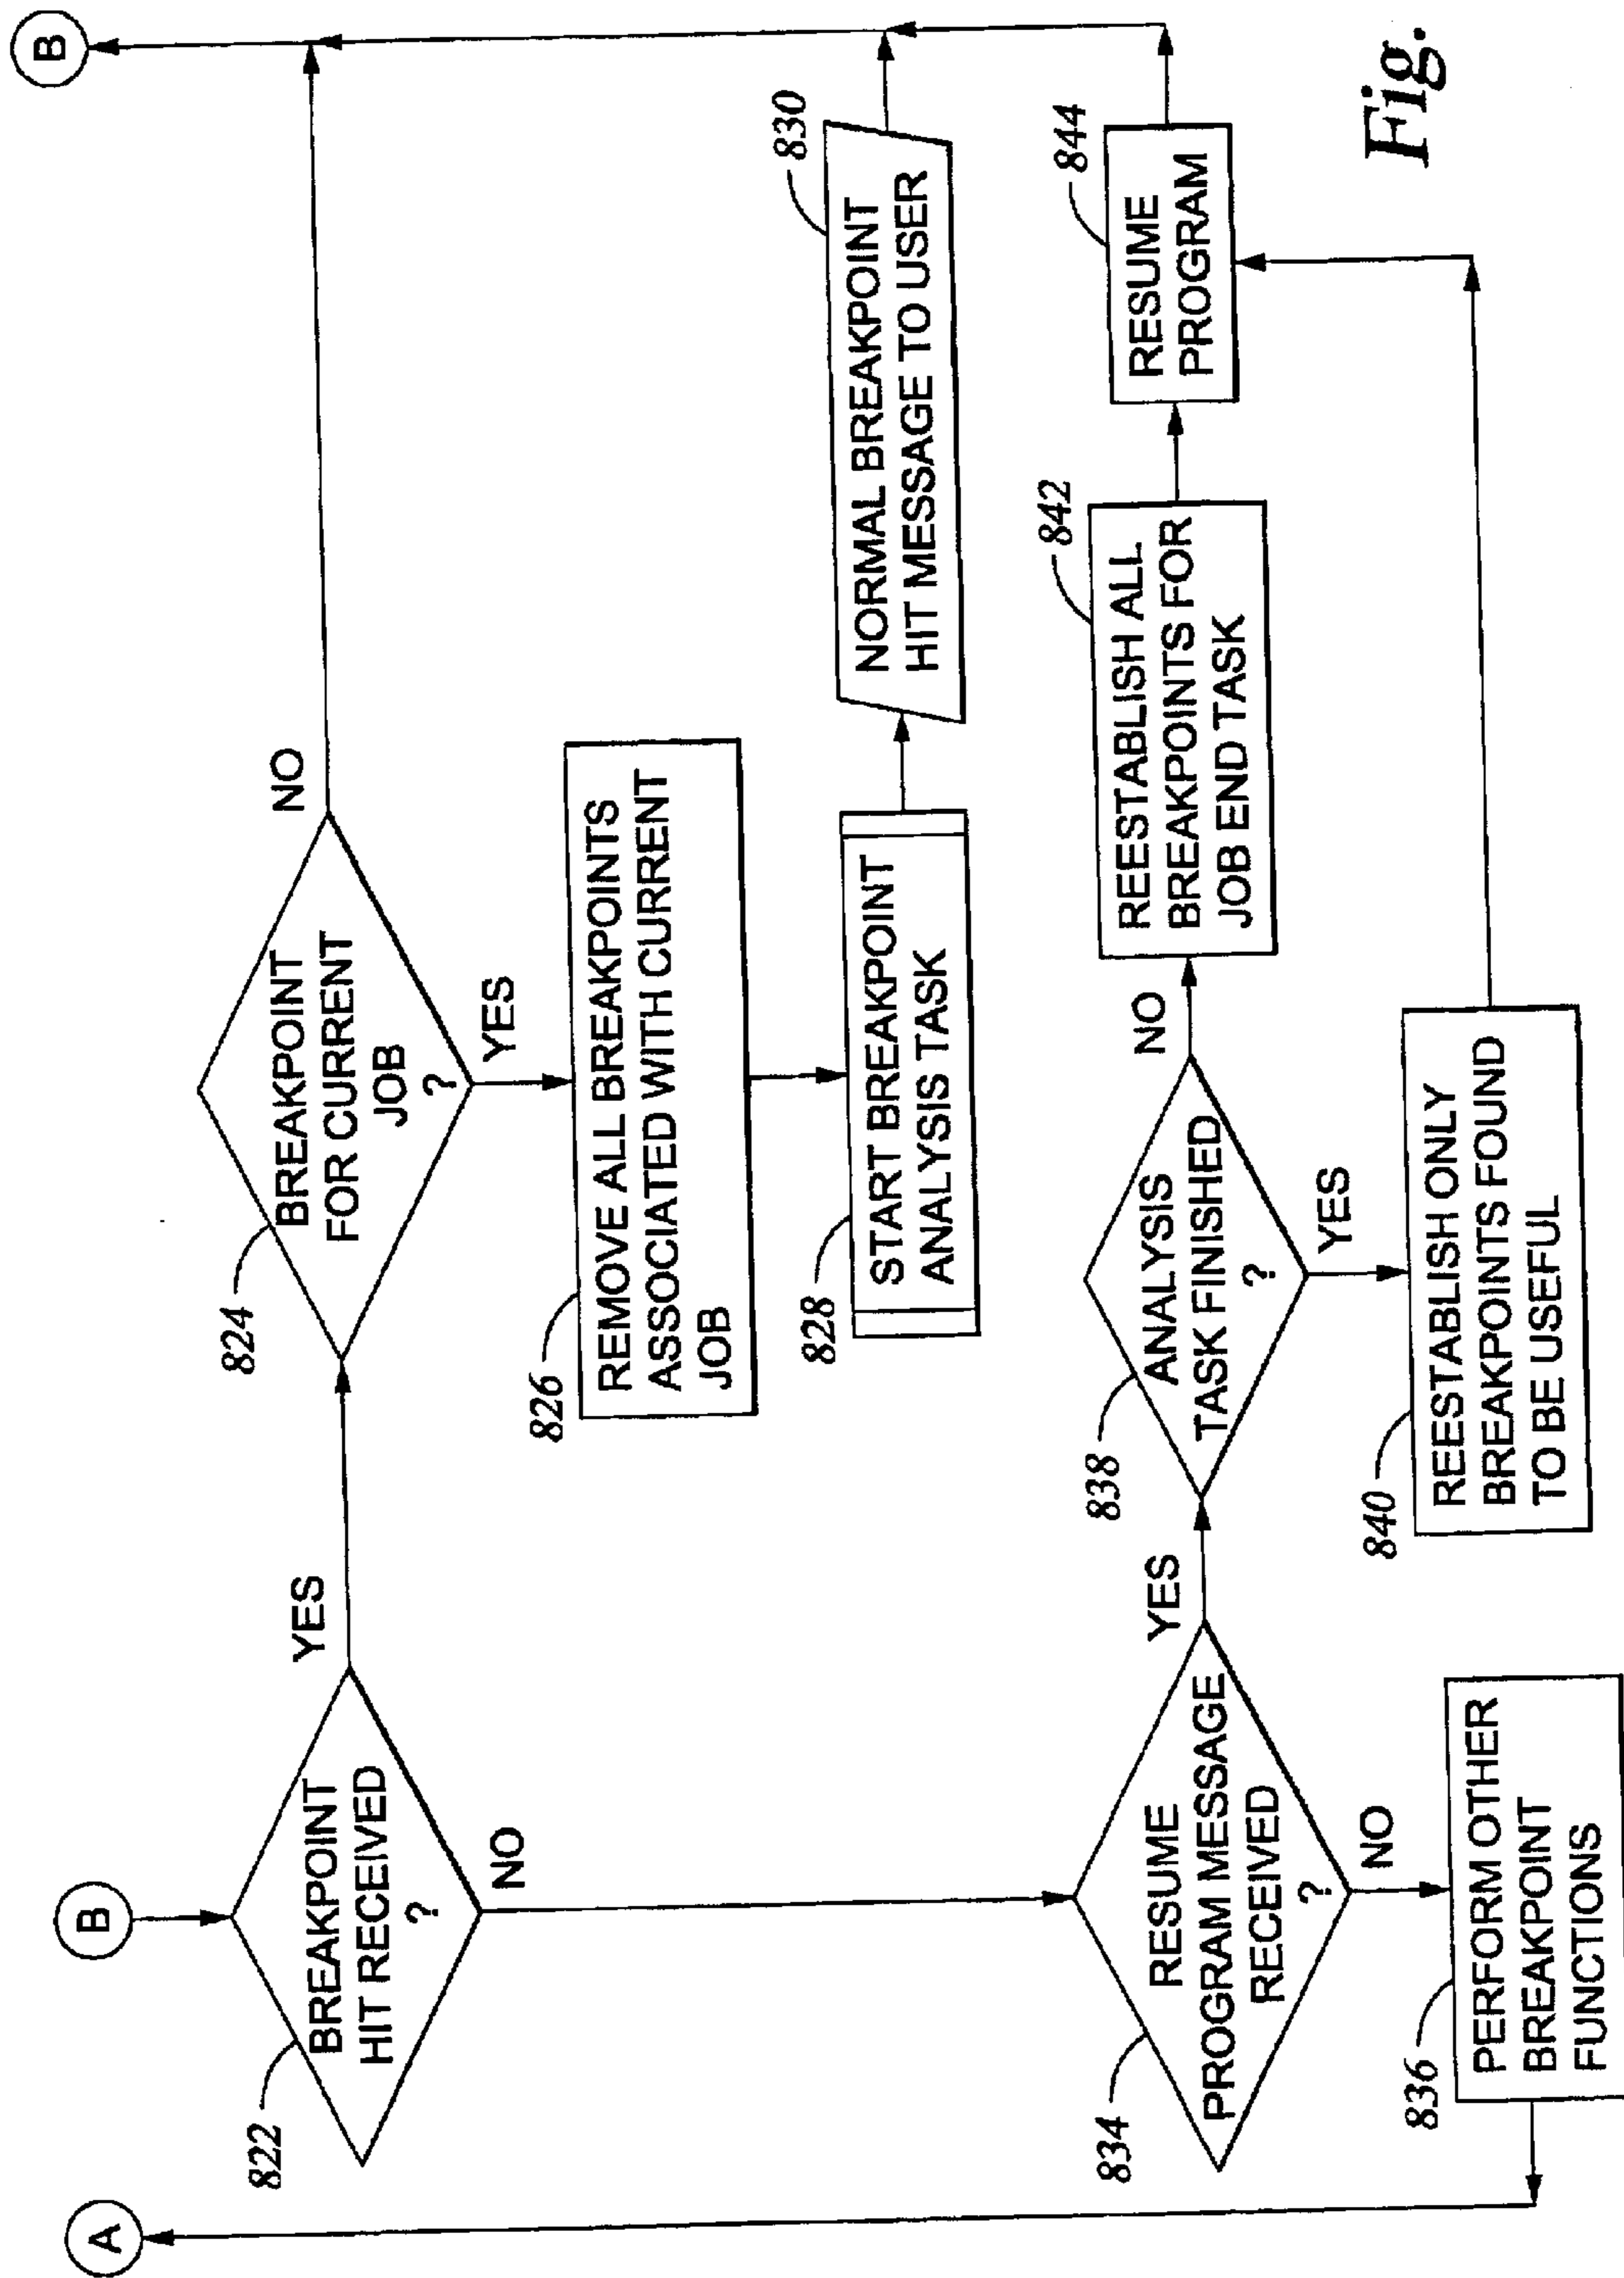 A
B
B
822
BREAKPOINT
HIT RECEIVED
?
YES
NO
824
BREAKPOINT
FOR CURRENT
JOB
?
NO
YES
826
REMOVE ALL BREAKPOINTS
ASSOCIATED WITH CURRENT
JOB
828
START BREAKPOINT
ANALYSIS TASK
830
NORMAL BREAKPOINT
HIT MESSAGE TO USER
834
RESUME
PROGRAM MESSAGE
RECEIVED
?
YES
NO
836
PERFORM OTHER
BREAKPOINT
FUNCTIONS
838
ANALYSIS
TASK FINISHED
?
NO
YES
840
REESTABLISH ONLY
BREAKPOINTS FOUND
TO BE USEFUL
842
REESTABLISH ALL
BREAKPOINTS FOR
JOB END TASK
844
RESUME
PROGRAM
Fig.